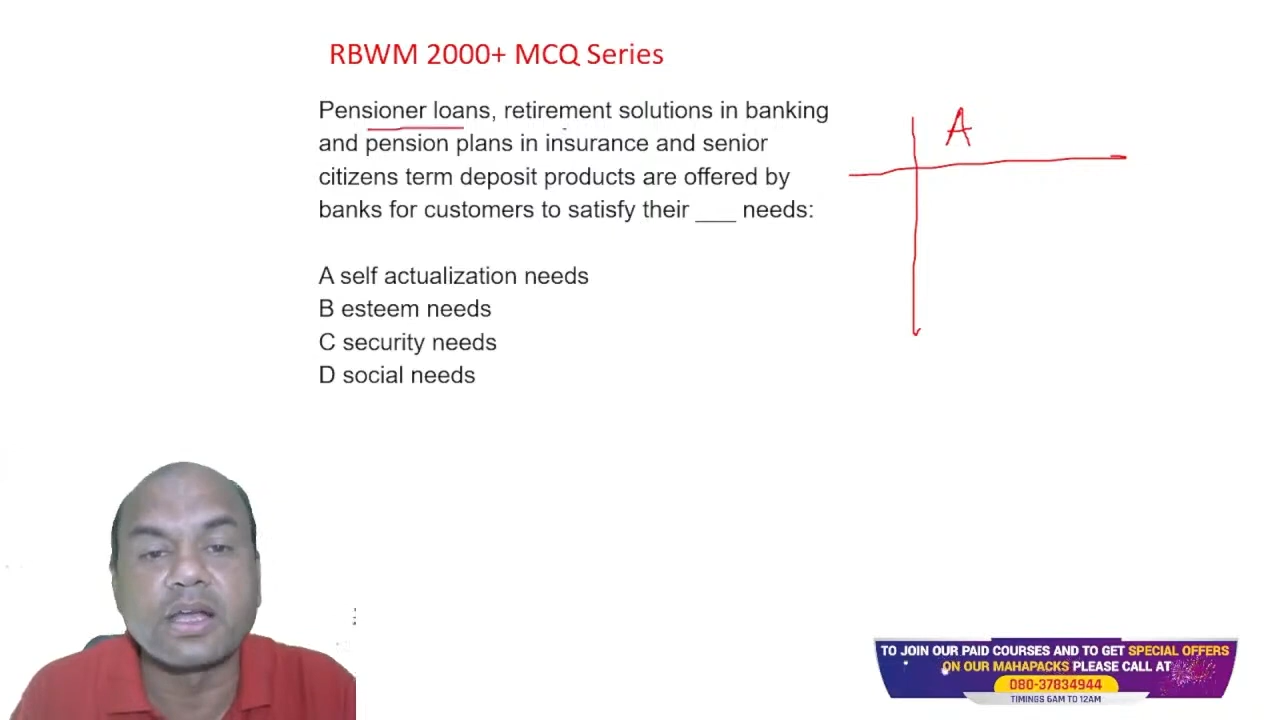 RBWM 2000+ MCQ Series
Pensioner loans, retirement solutions in banking
and pension plans in insurance and senior
citizens term deposit products are offered by
banks for customers to satisfy their ___ needs:
A self actualization needs
B esteem needs
C security needs
D social needs
A
TO JOIN OUR PAID COURSES AND TO GET SPECIAL OFFERS
ON OUR MAHAPACKS PLEASE CALL AT
080-37834944
TIMINGS 6AM TO 12AM